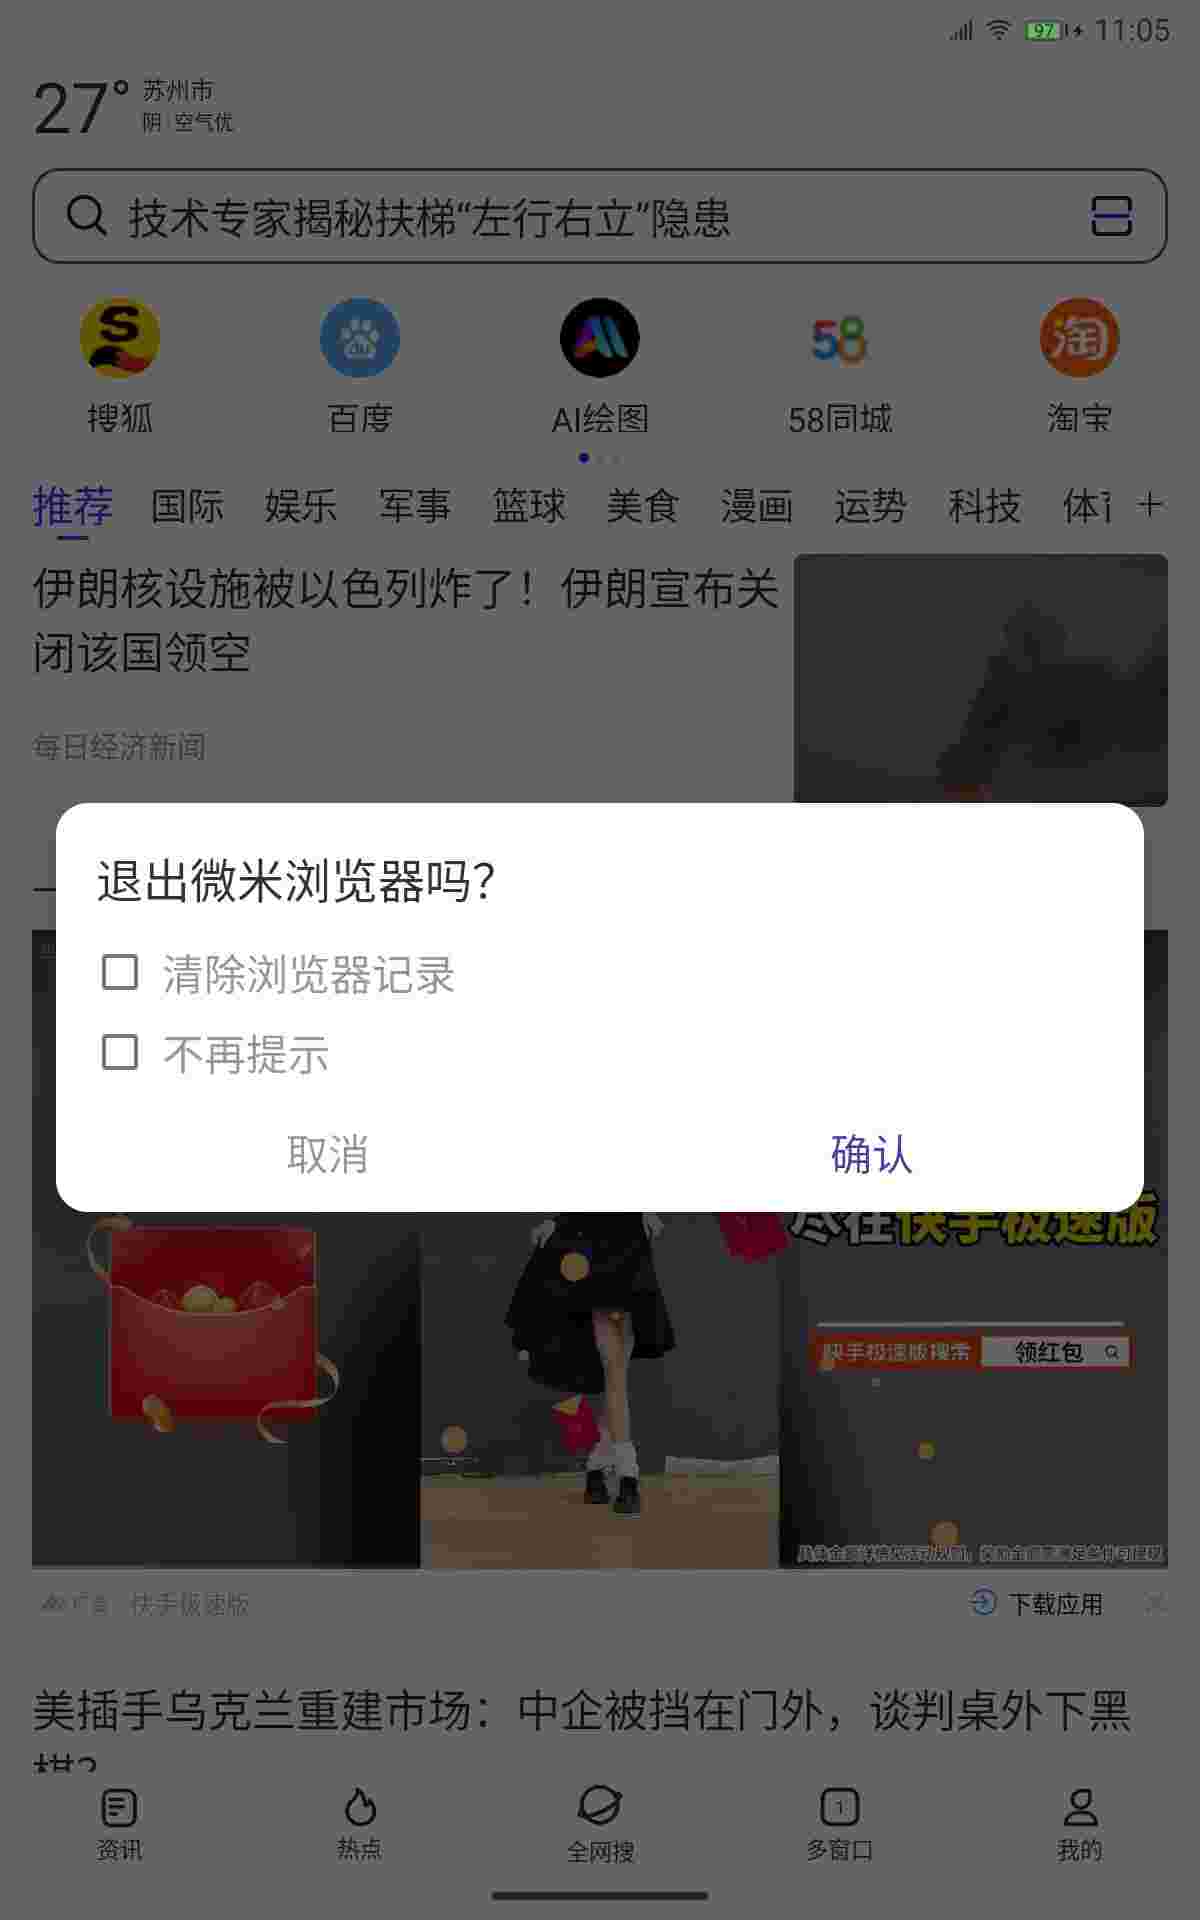 97 11:05
27° 苏州市
阴 空气优
技术专家揭秘扶梯“左行右立”隐患
搜狐 百度 AI绘图 58同城 淘宝
推荐 国际 娱乐 军事 篮球 美食 漫画 运势 科技 体 +
伊朗核设施被以色列炸了！伊朗宣布关
闭该国领空
每日经济新闻
退出微米浏览器吗？
清除浏览器记录
不再提示
取消 确认
尽在快手极速版
快手极速版搜索 领红包
广告 快手极速版 下载应用
美插手乌克兰重建市场：中企被挡在门外，谈判桌外下黑
棋？
资讯 热点 全网搜 1 多窗口 我的